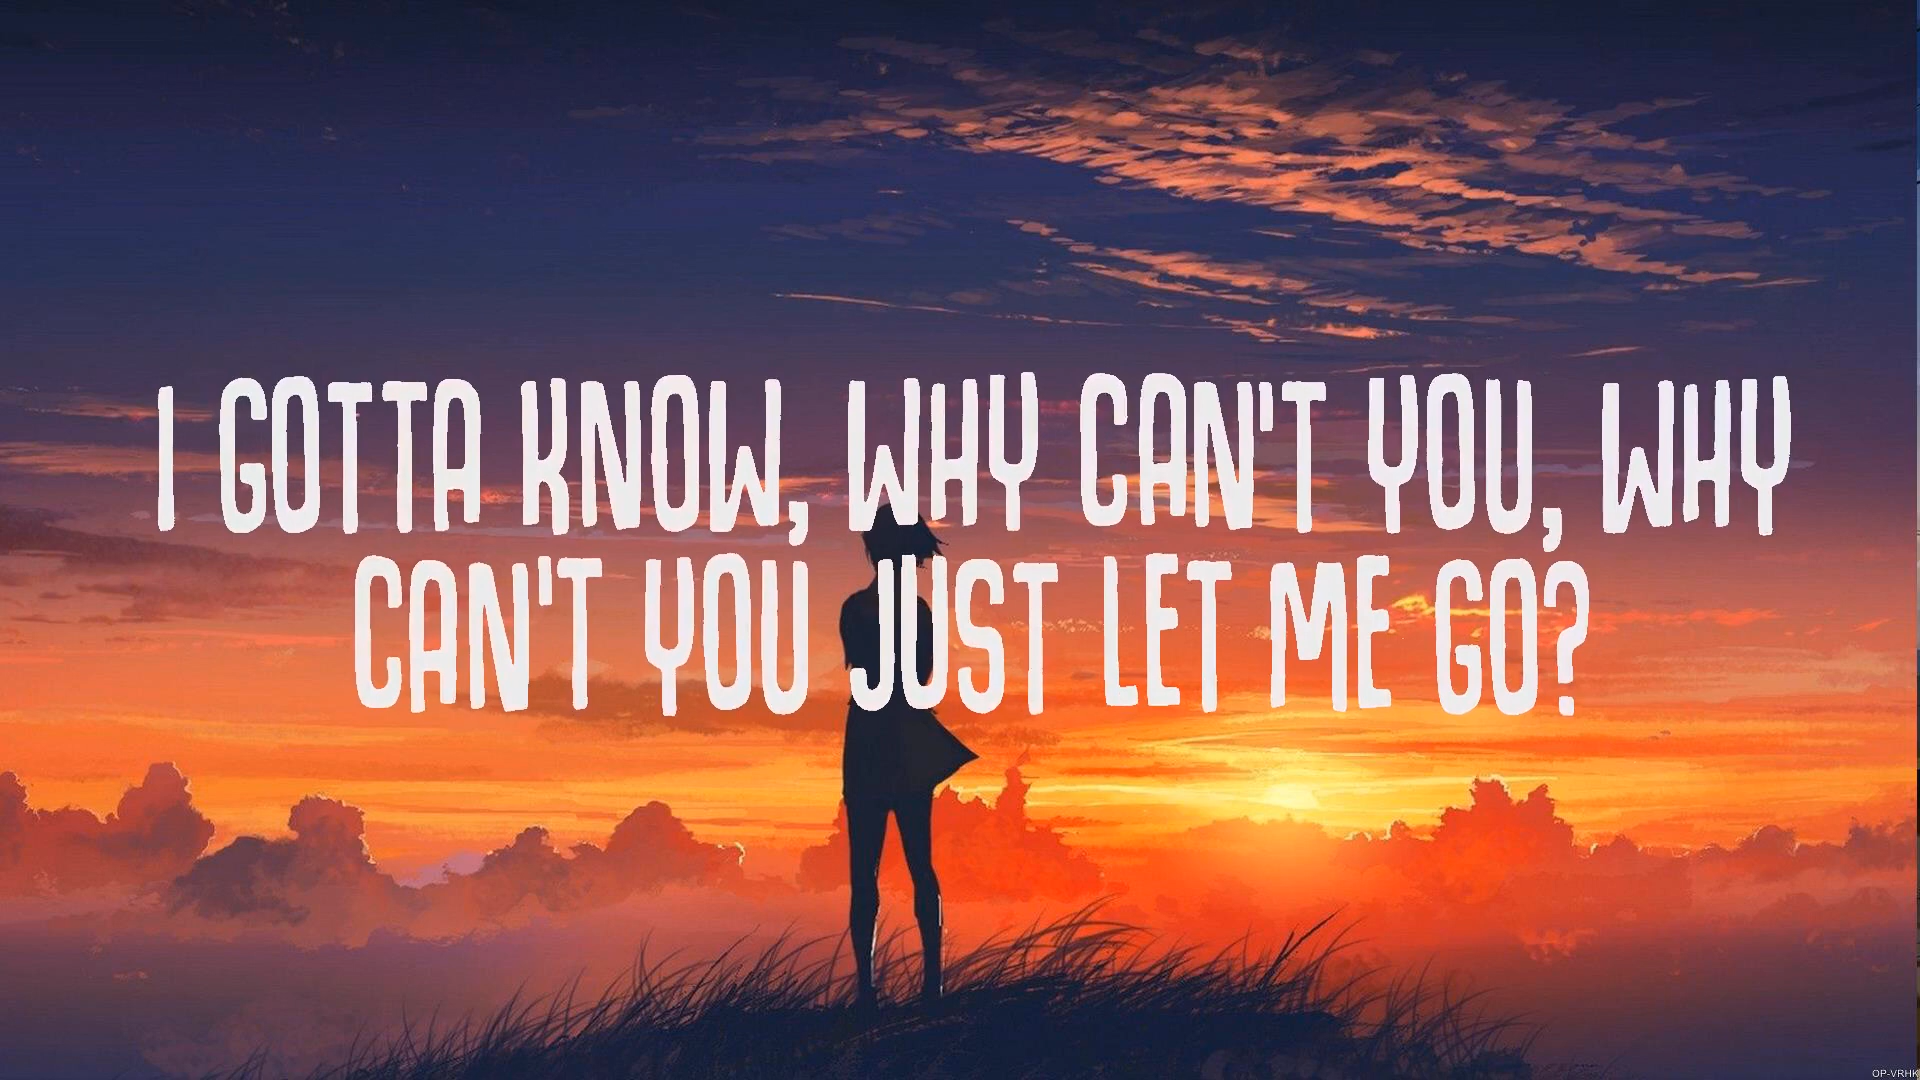 I GOTTA KNOW, WHY CAN'T YOU, WHY
CAN'T YOU JUST LET ME GO?
OP-VRHK